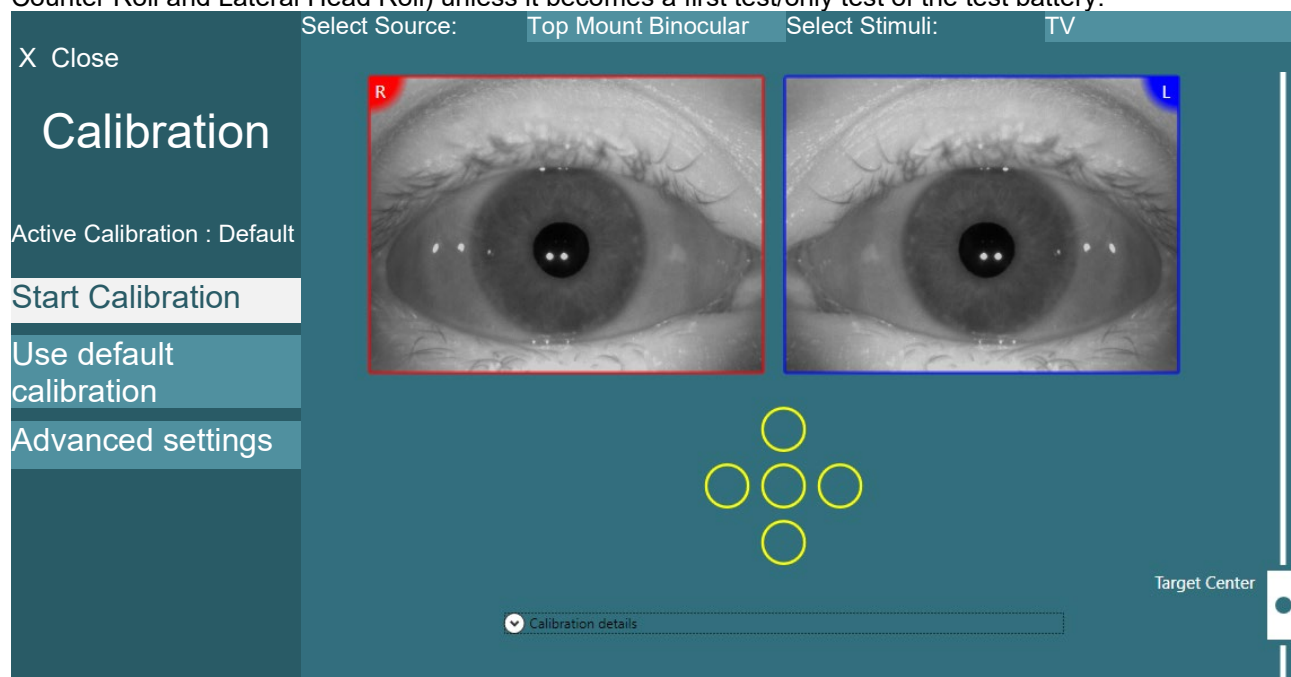 Counter Roll and Lateral Head Roll) unless it becomes a first test/only test of the test battery.
Select Source: Top Mount Binocular Select Stimuli: TV
X Close
R L
Calibration
Active Calibration : Default
Start Calibration
Use default
calibration
Advanced settings
Target Center
Calibration details